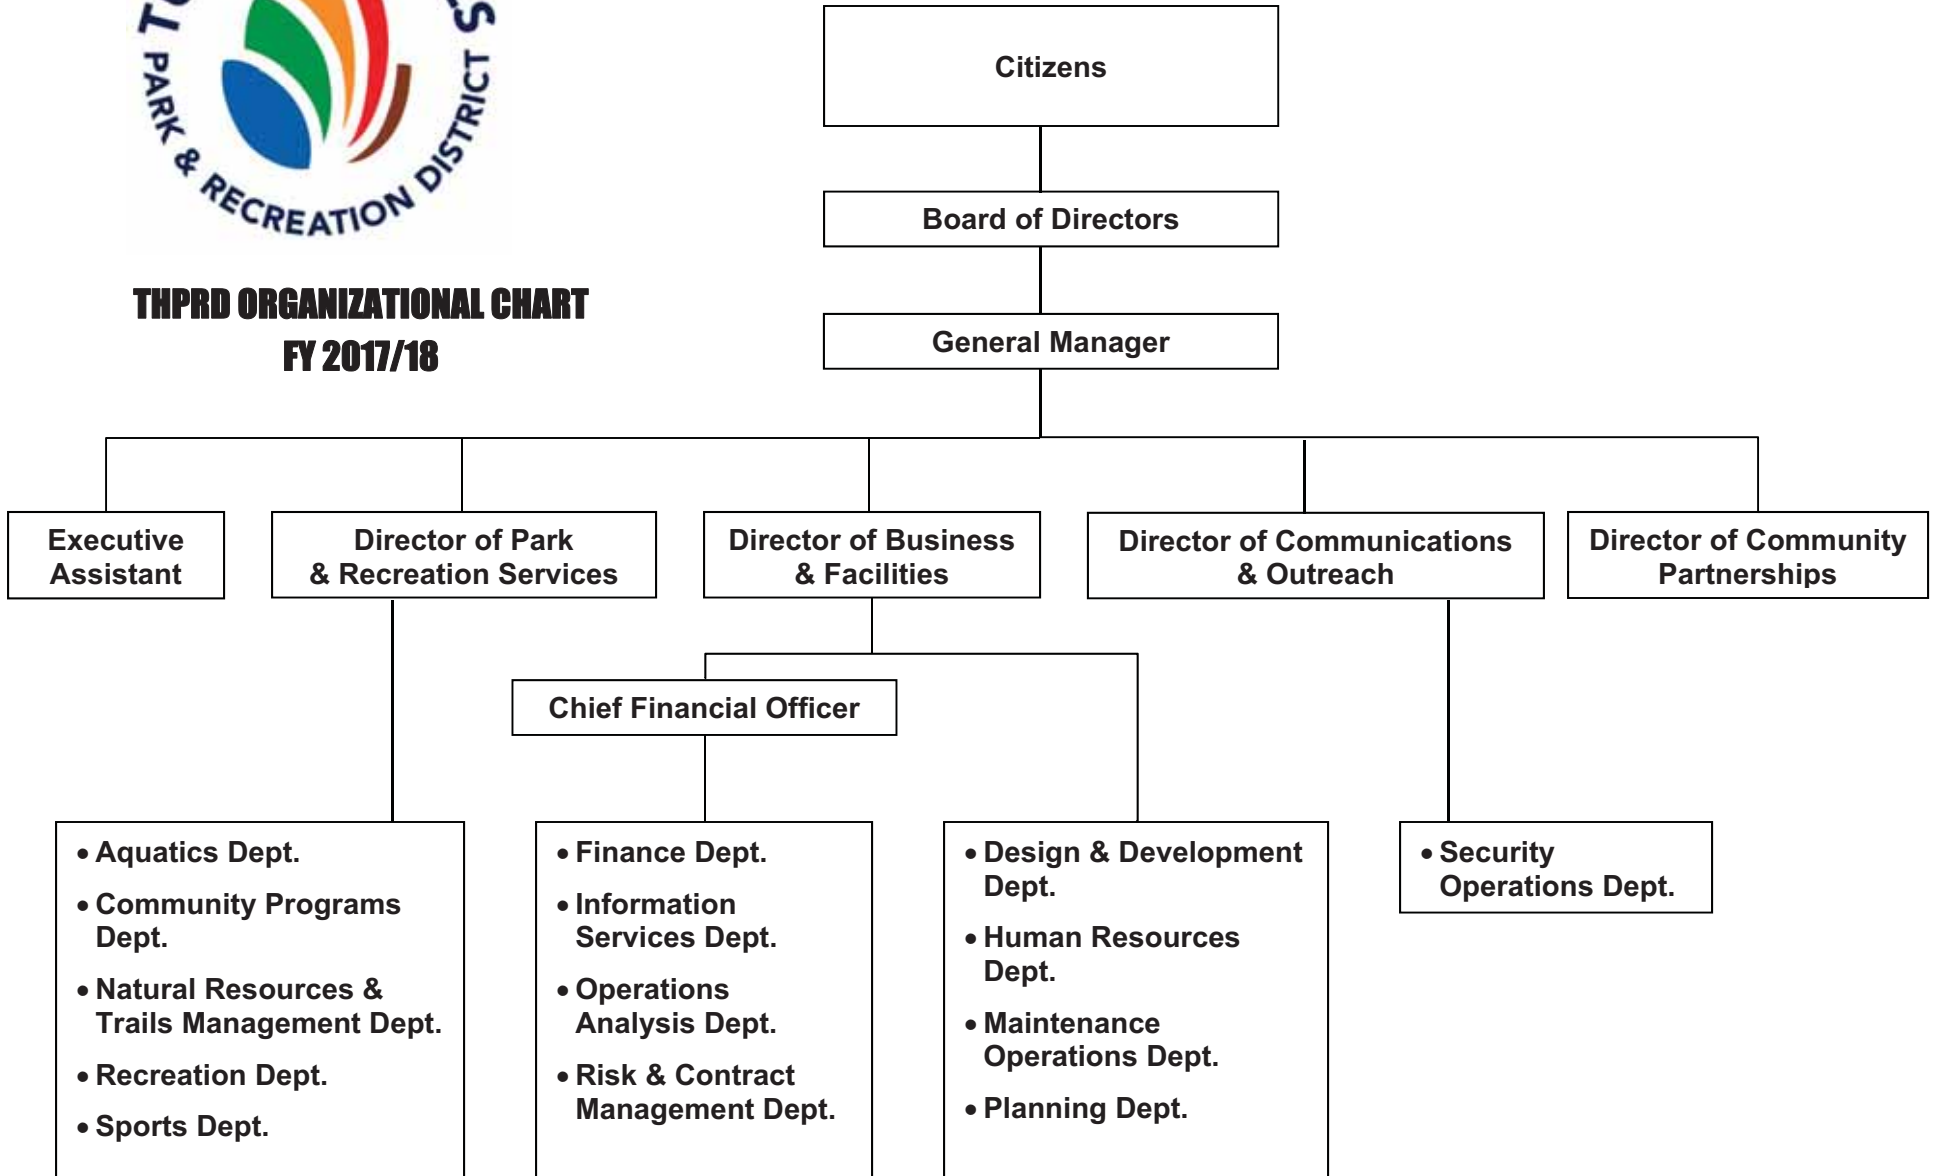 PARK & RECREATION DISTRICT
THPRD ORGANIZATIONAL CHART
FY 2017/18
Citizens
Board of Directors
General Manager
Executive
Assistant
Director of Park
& Recreation Services
Director of Business
& Facilities
Director of Communications
& Outreach
Director of Community
Partnerships
Chief Financial Officer
• Aquatics Dept.
• Community Programs
Dept.
• Natural Resources &
Trails Management Dept.
• Recreation Dept.
• Sports Dept.
• Finance Dept.
• Information
Services Dept.
• Operations
Analysis Dept.
• Risk & Contract
Management Dept.
• Design & Development
Dept.
• Human Resources
Dept.
• Maintenance
Operations Dept.
• Planning Dept.
• Security
Operations Dept.